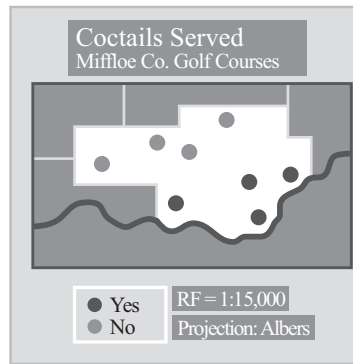 Coctails Served
Miffloe Co. Golf Courses
Yes
No
RF = 1:15,000
Projection: Albers